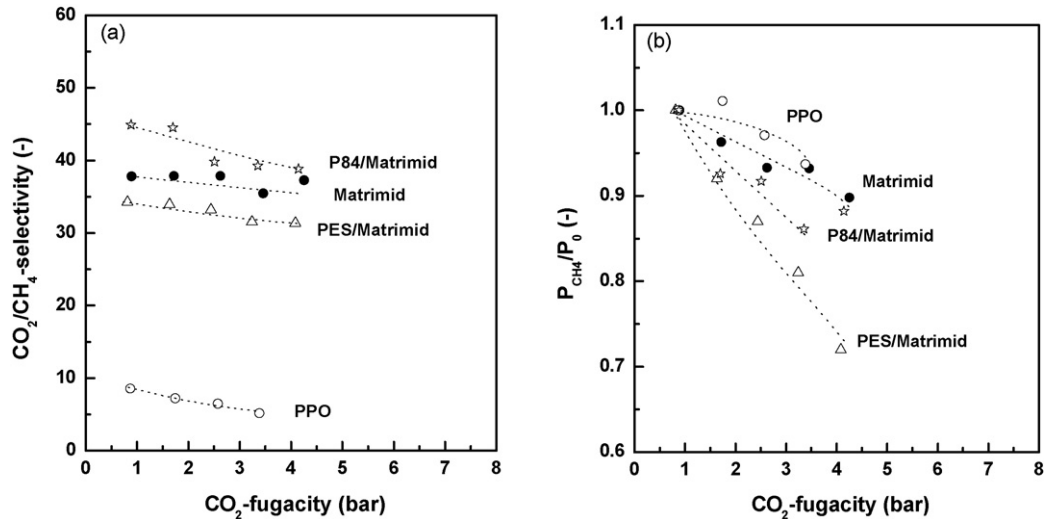 (a)
60
50
40
30
20
10
0
CO2/CH4-selectivity (-)
P84/Matrimid
Matrimid
PES/Matrimid
PPO
0 1 2 3 4 5 6 7 8
CO2-fugacity (bar)
(b)
1.0
0.9
0.8
0.7
0.6
PCH4/P0 (-)
PPO
Matrimid
P84/Matrimid
PES/Matrimid
0 1 2 3 4 5 6 7 8
CO2-fugacity (bar)